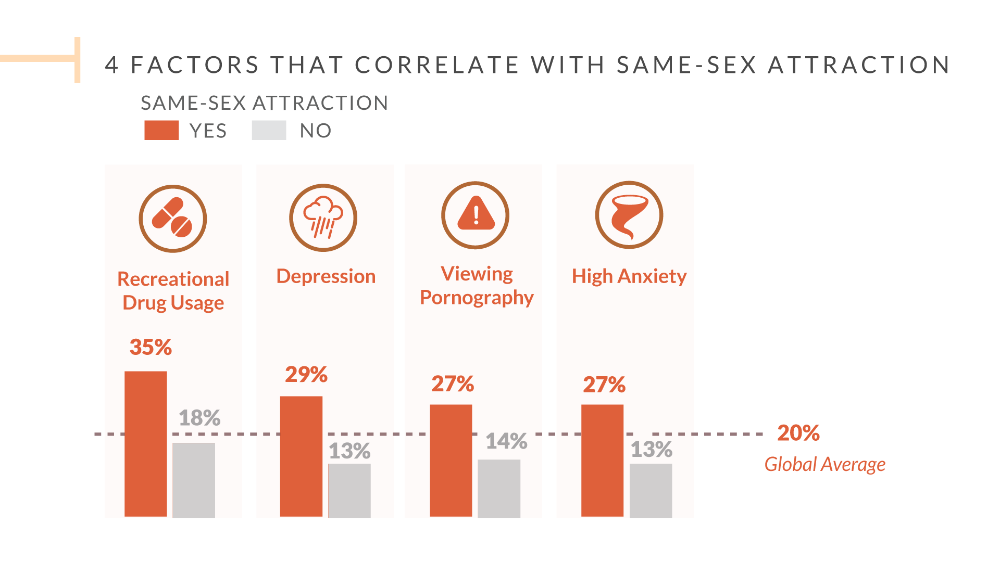 4 FACTORS THAT CORRELATE WITH SAME-SEX ATTRACTION
SAME-SEX ATTRACTION
YES NO
Recreational
Drug Usage
35%
18%
Depression
29%
13%
Viewing
Pornography
27%
14%
High Anxiety
27%
13%
20%
Global Average